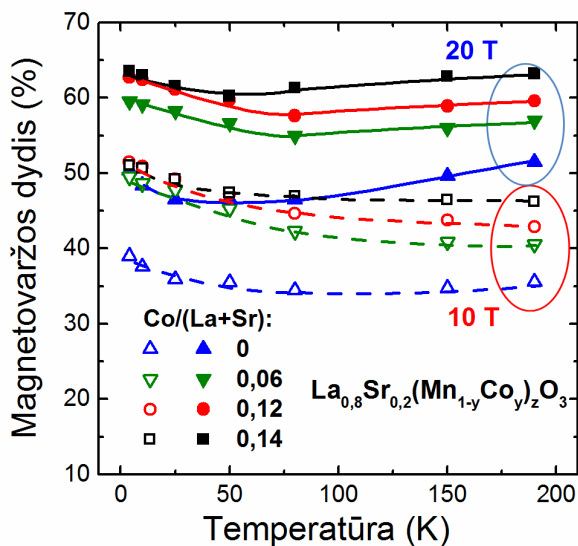 Magnetovaržos dydis (%)
70
60
50
40
30
20
10
20 T
10 T
Co/(La+Sr):
0
0,06
0,12
0,14
La0,8Sr0,2(Mn1-yCoy)zO3
0 50 100 150 200
Temperatūra (K)